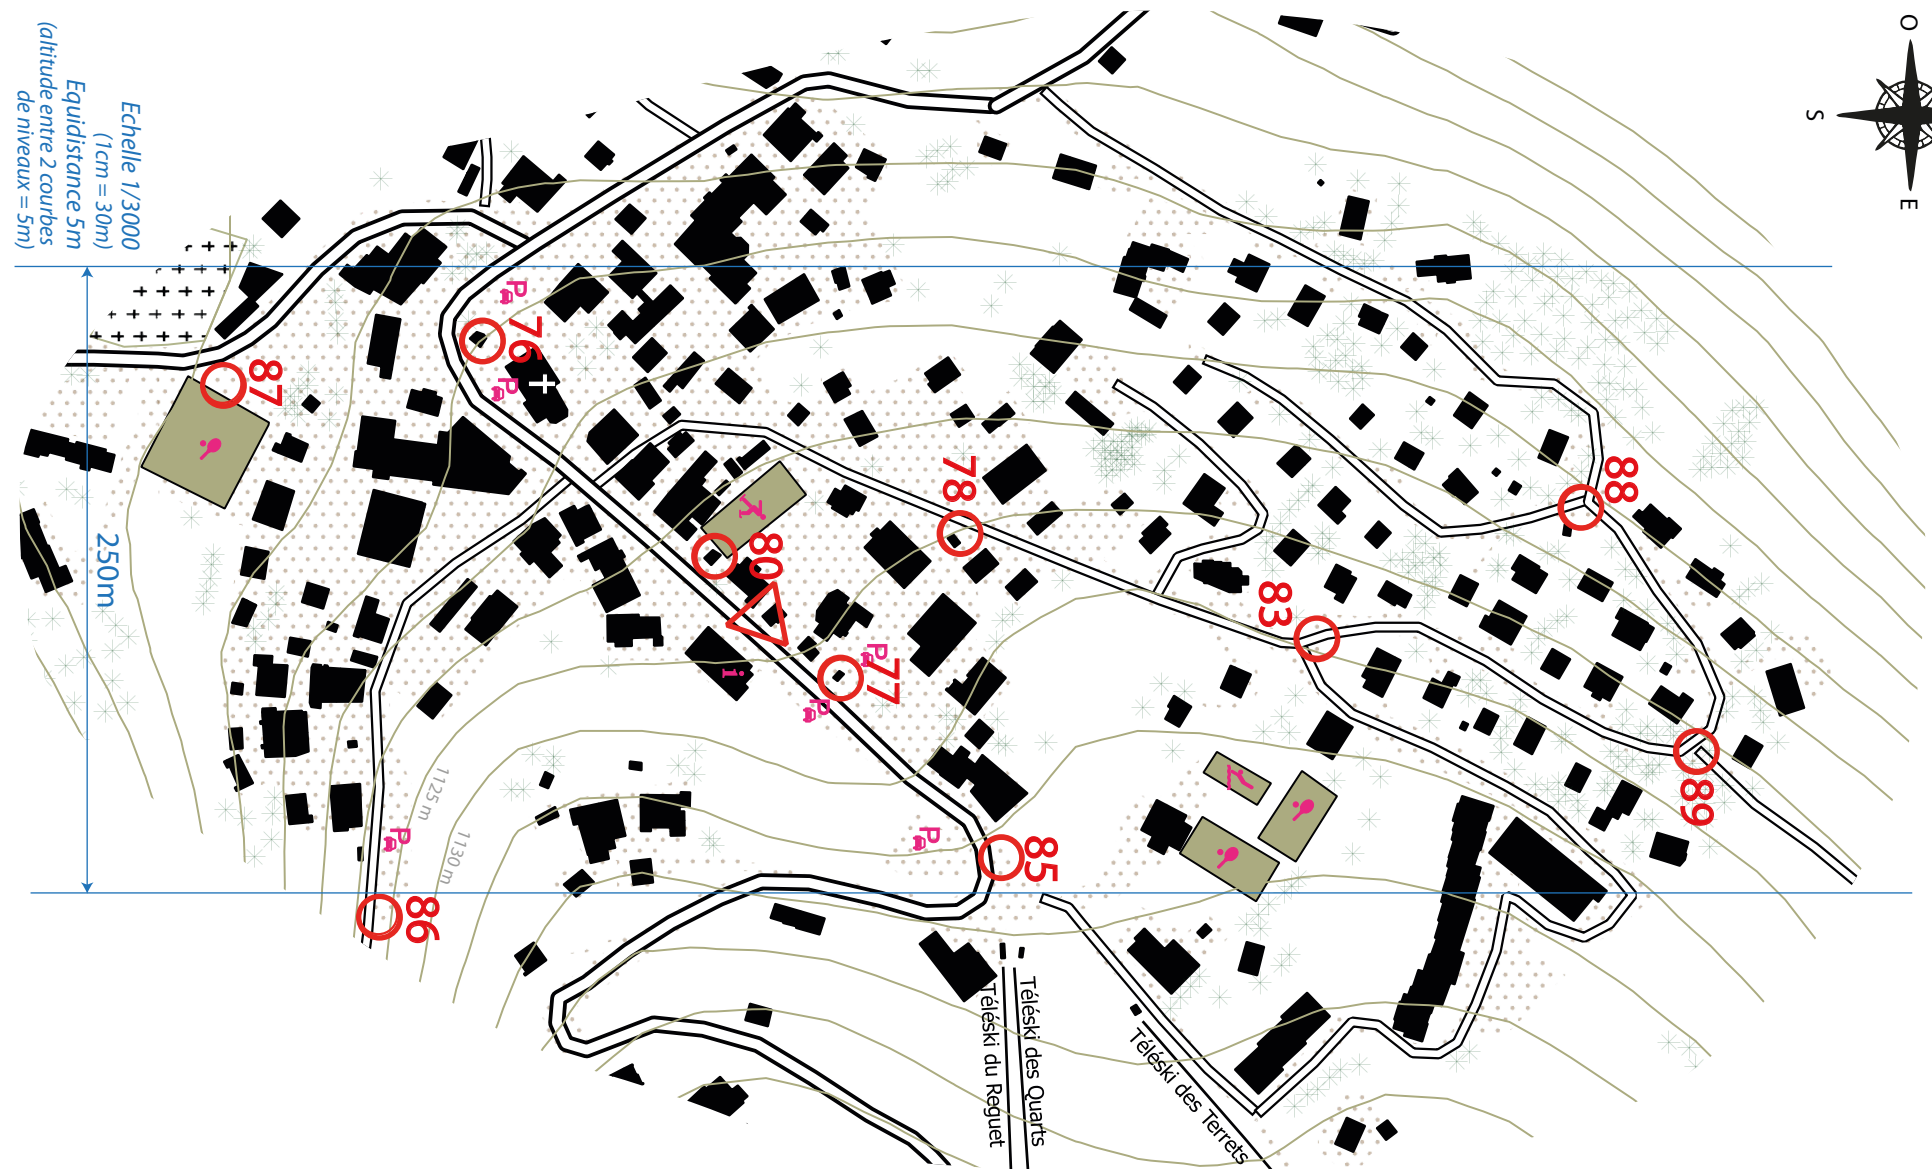 Echelle 1/3000
(1cm = 30m)
Equidistance 5m
(altitude entre 2 courbes
de niveaux = 5m)
250m
O
S
E
P
76
P
87
78
88
80
83
P
77
P
i
89
1125 m
1130 m
P
P
85
86
Téléski des Quarts
Téléski du Reguet
Téléski des Terrets